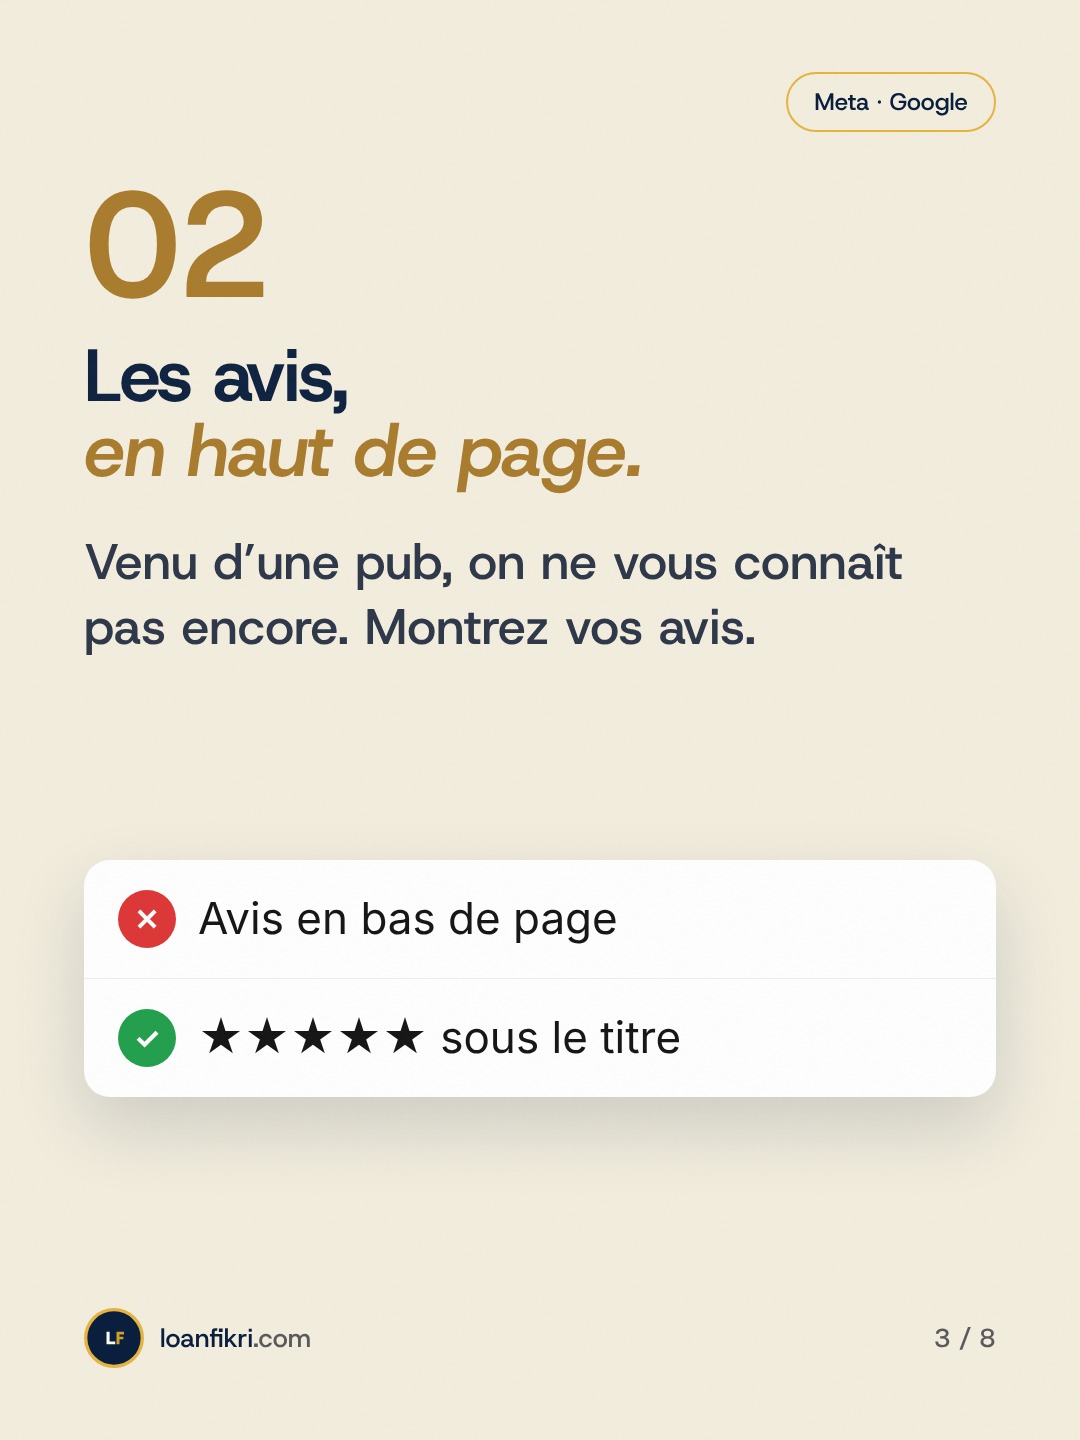 Meta · Google
02
Les avis,
en haut de page.
Venu d’une pub, on ne vous connaît
pas encore. Montrez vos avis.
Avis en bas de page
★★★★★ sous le titre
LF
loanfikri.com
3 / 8